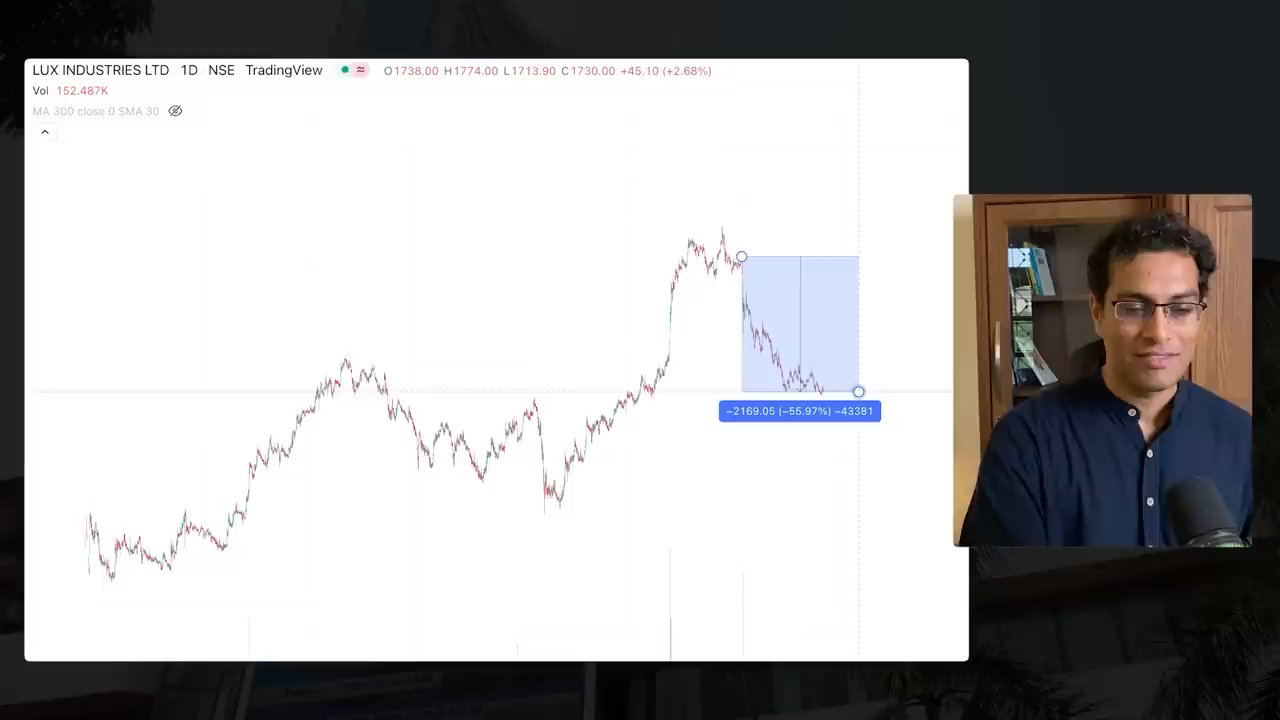 LUX INDUSTRIES LTD 1D NSE TradingView O1738.00 H1774.00 L1713.90 C1730.00 +45.10 (+2.68%)
Vol 152.487K
MA 300 close 0 SMA 30
−2169.05 (−55.97%) −43381